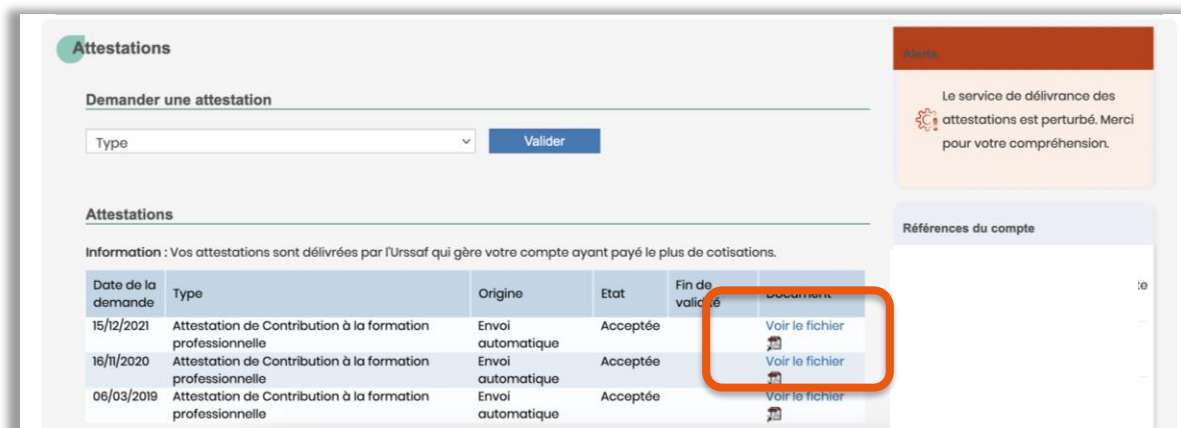 Attestations
Alerte
Demander une attestation
Type
Valider
Le service de délivrance des
attestations est perturbé. Merci
pour votre compréhension.
Attestations
Références du compte
Information : Vos attestations sont délivrées par l'Urssaf qui gère votre compte ayant payé le plus de cotisations.
Date de la demande Type Origine Etat Fin de validité Document
15/12/2021 Attestation de Contribution à la formation professionnelle Envoi automatique Acceptée Voir le fichier
16/11/2020 Attestation de Contribution à la formation professionnelle Envoi automatique Acceptée Voir le fichier
06/03/2019 Attestation de Contribution à la formation professionnelle Envoi automatique Acceptée Voir le fichier